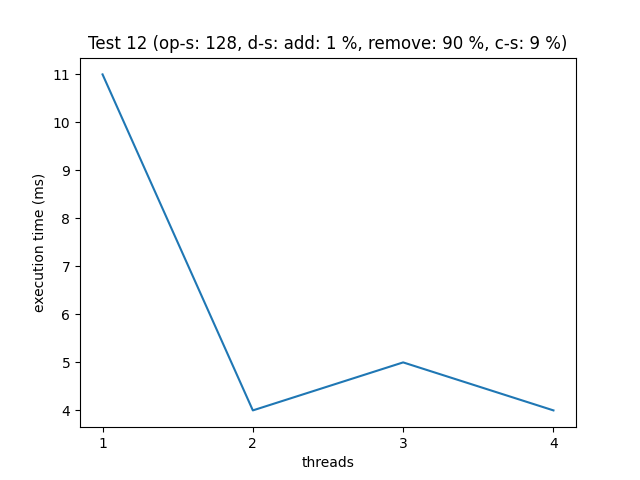 Test 12 (op-s: 128, d-s: add: 1 %, remove: 90 %, c-s: 9 %)
execution time (ms)
11
10
9
8
7
6
5
4
1 2 3 4
threads